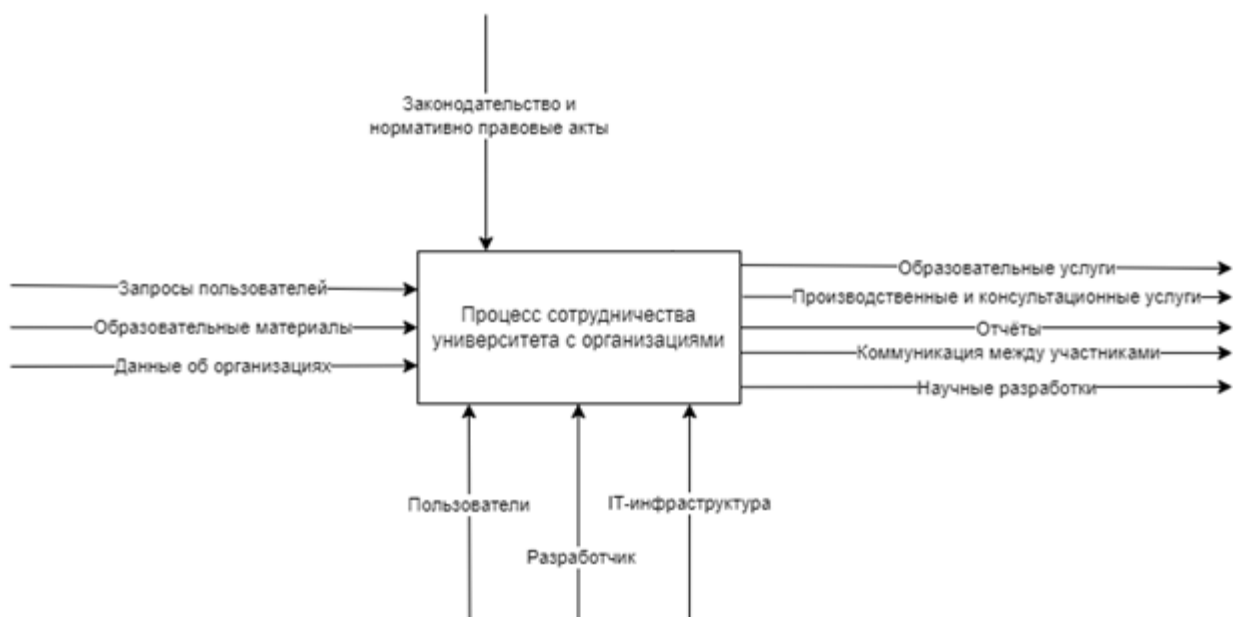 Законодательство и
нормативно правовые акты
Запросы пользователей
Образовательные материалы
Данные об организациях
Процесс сотрудничества
университета с организациями
Образовательные услуги
Производственные и консультационные услуги
Отчёты
Коммуникация между участниками
Научные разработки
Пользователи
Разработчик
IT-инфраструктура